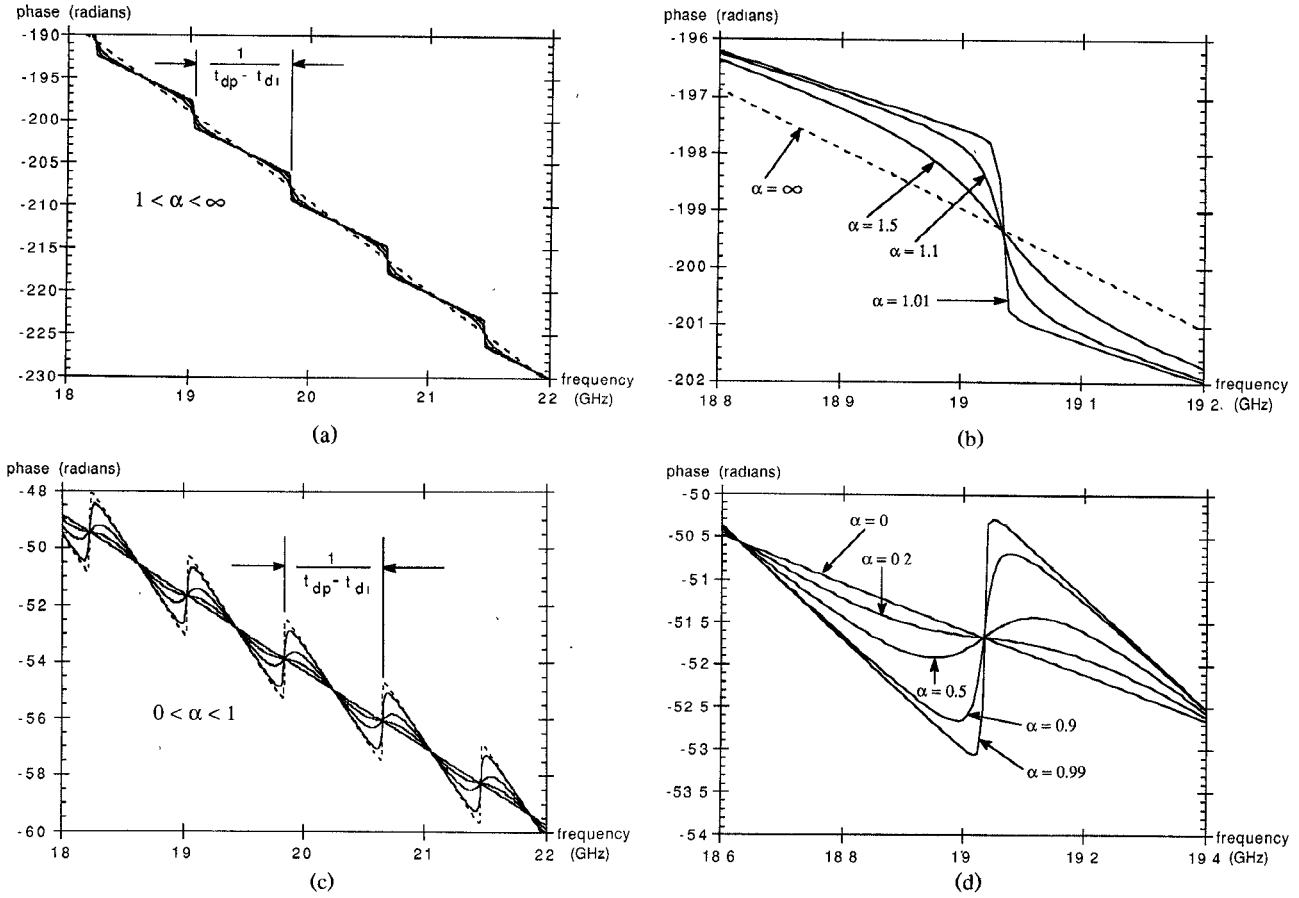 phase (radians)
-190
-195
-200
-205
-210
-215
-220
-225
-230
1
t dp - t di
1 < α < ∞
18
19
20
21
22
frequency
(GHz)
(a)
phase (radians)
-196
-197
-198
-199
-200
-201
-202
α = ∞
α = 1.5
α = 1.1
α = 1.01
18 8
18 9
19
19 1
19 2.
frequency
(GHz)
(b)
phase (radians)
-48
-50
-52
-54
-56
-58
-60
1
t dp - t di
0 < α < 1
18
19
20
21
22
frequency
(GHz)
(c)
phase (radians)
-50
-50 5
-51
-51 5
-52
-52 5
-53
-53 5
-54
α = 0
α = 0 2
α = 0.5
α = 0.9
α = 0.99
18 6
18 8
19
19 2
19 4
frequency
(GHz)
(d)